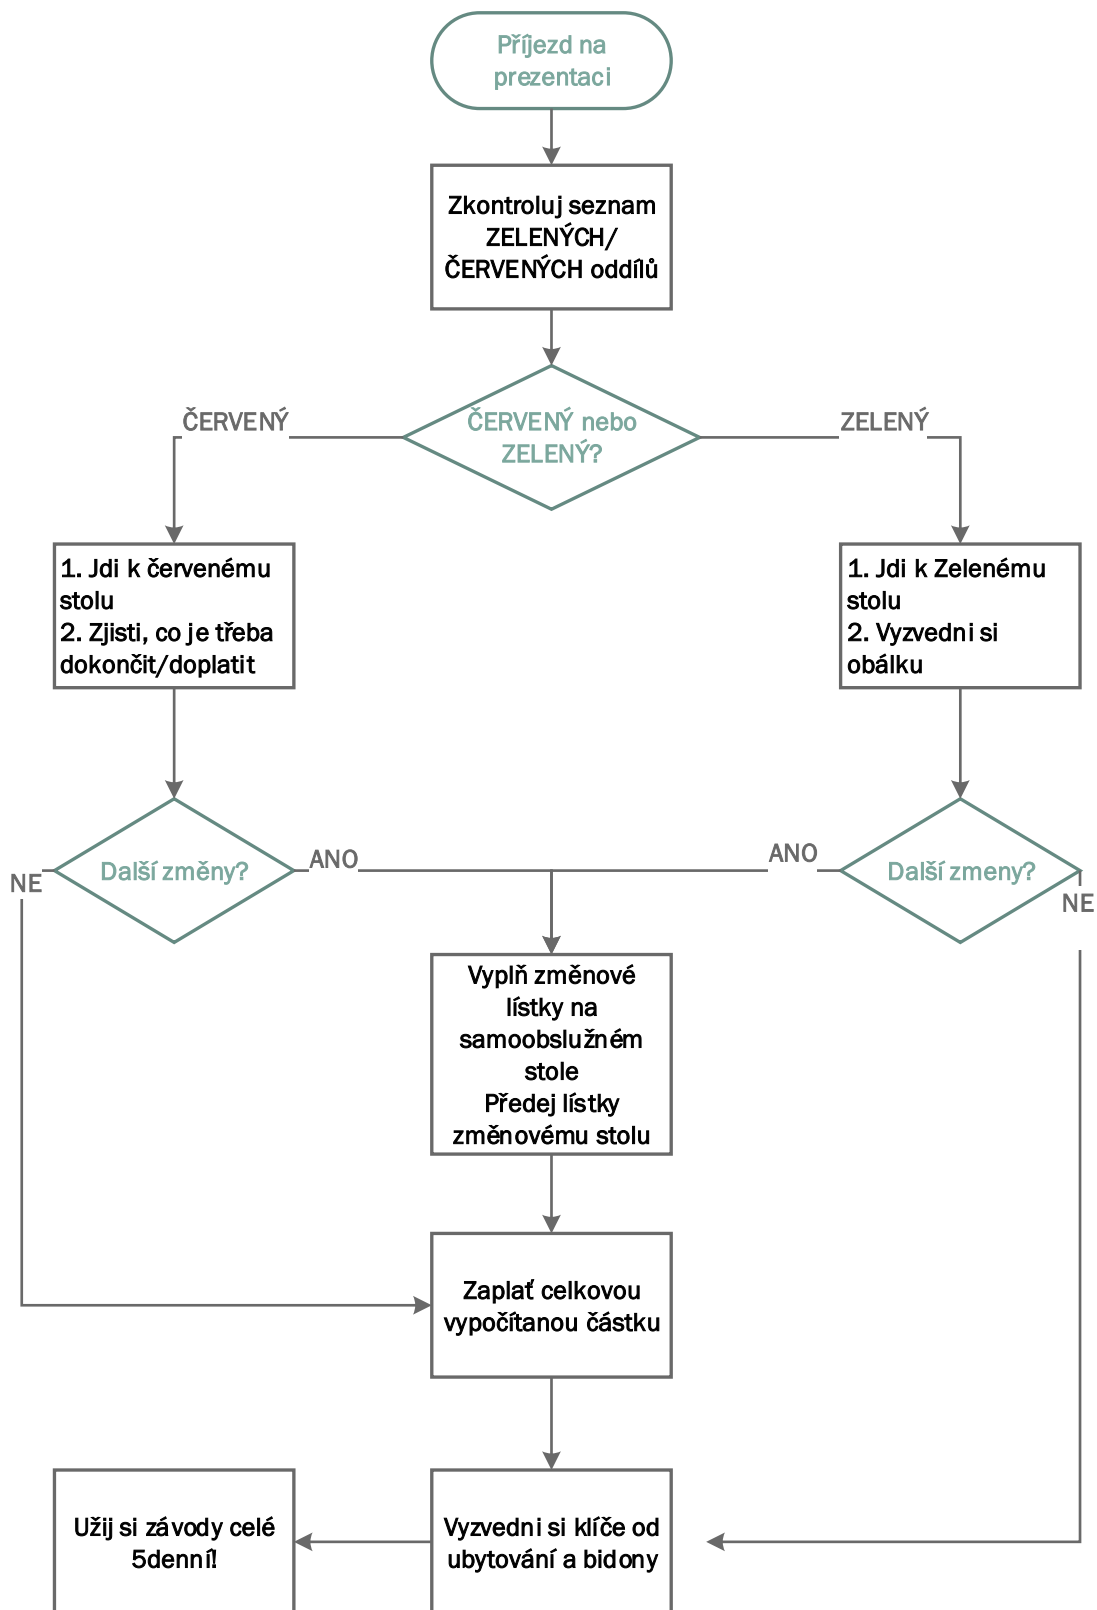 Příjezd na
prezentaci
Zkontroluj seznam
ZELENÝCH/
ČERVENÝCH oddílů
ČERVENÝ nebo
ZELENÝ?
ČERVENÝ
ZELENÝ
1. Jdi k červenému
stolu
2. Zjisti, co je třeba
dokončit/doplatit
1. Jdi k Zelenému
stolu
2. Vyzvedni si
obálku
Další změny?
NE
ANO
ANO
Další zmeny?
NE
Vyplň změnové
lístky na
samoobslužném
stole
Předej lístky
změnovému stolu
Zaplať celkovou
vypočítanou částku
Užij si závody celé
5denní!
Vyzvedni si klíče od
ubytování a bidony